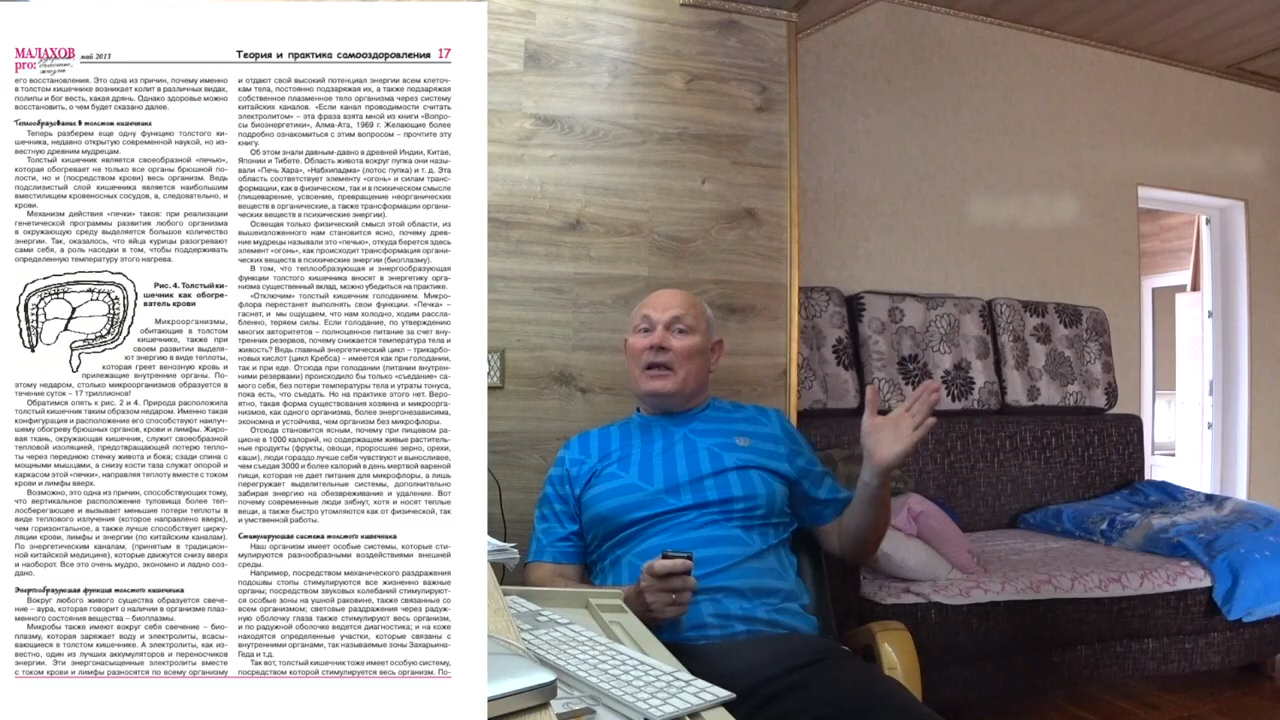 МАЛАХОВ
pro:
май 2013
Теория и практика самооздоровления 17
его восстановления. Это одна из причин, почему именно
в толстом кишечнике возникает колит в различных видах,
полипы и бог весть, какая дрянь. Однако здоровье можно
восстановить, о чем будет сказано далее.
Теплообразование в толстом кишечнике
Теперь разберем еще одну функцию толстого ки-
шечника, недавно открытую современной наукой, но из-
вестную древним мудрецам.
Толстый кишечник является своеобразной «печью»,
которая обогревает не только все органы брюшной по-
лости, но и (посредством крови) весь организм. Ведь
подслизистый слой кишечника является наибольшим
вместилищем кровеносных сосудов, а, следовательно, и
крови.
Механизм действия «печки» таков: при реализации
генетической программы развития любого организма
в окружающую среду выделяется большое количество
энергии. Так, оказалось, что яйца курицы разогревают
сами себя, а роль наседки в том, чтобы поддерживать
определенную температуру этого нагрева.
Рис. 4. Толстый ки-
шечник как обогре-
ватель крови
Микроорганизмы,
обитающие в толстом
кишечнике, также при
своем развитии выделя-
ют энергию в виде теплоты,
которая греет венозную кровь и
прилежащие внутренние органы. По-
этому недаром, столько микроорганизмов образуется в
течение суток – 17 триллионов!
Обратимся опять к рис. 2 и 4. Природа расположила
толстый кишечник таким образом недаром. Именно такая
конфигурация и расположение его способствуют наилуч-
шему обогреву брюшных органов, крови и лимфы. Жиро-
вая ткань, окружающая кишечник, служит своеобразной
тепловой изоляцией, предотвращающей потерю тепло-
ты через переднюю стенку живота и бока; сзади спина с
мощными мышцами, а снизу кости таза служат опорой и
каркасом этой «печки», направляя теплоту вместе с током
крови и лимфы вверх.
Возможно, это одна из причин, способствующих тому,
что вертикальное расположение туловища более теп-
лосберегающее и вызывает меньшие потери теплоты в
виде теплового излучения (которое направлено вверх),
чем горизонтальное, а также лучше способствует цирку-
ляции крови, лимфы и энергии (по китайским каналам).
По энергетическим каналам, (принятым в традицион-
ной китайской медицине), которые движутся снизу вверх
и наоборот. Все это очень мудро, экономно и ладно соз-
дано.
Энергообразующая функция толстого кишечника
Вокруг любого живого существа образуется свече-
ние – аура, которая говорит о наличии в организме плаз-
менного состояния вещества – биоплазмы.
Микробы также имеют вокруг себя свечение – био-
плазму, которая заряжает воду и электролиты, всасы-
вающиеся в толстом кишечнике. А электролиты, как из-
вестно, один из лучших аккумуляторов и переносчиков
энергии. Эти энергонасыщенные электролиты вместе
с током крови и лимфы разносятся по всему организму
и отдают свой высокий потенциал энергии всем клеточ-
кам тела, постоянно подзаряжая их, а также подзаряжая
собственное плазменное тело организма через систему
китайских каналов. «Если канал проводимости считать
электролитом» – эта фраза взята мной из книги «Вопро-
сы биоэнергетики», Алма-Ата, 1969 г. Желающие более
подробно ознакомиться с этим вопросом – прочтите эту
книгу.
Об этом знали давным-давно в древней Индии, Китае,
Японии и Тибете. Область живота вокруг пупка они назы-
вали «Печь Хара», «Набхипадма» (лотос пупка) и т. д. Эта
область соответствует элементу «огонь» и силам транс-
формации, как в физическом, так и в психическом смысле
(пищеварение, усвоение, превращение неорганических
веществ в органические, а также трансформации органи-
ческих веществ в психические энергии).
Освещая только физический смысл этой области, из
вышеизложенного нам становится ясно, почему древ-
ние мудрецы называли это «печью», откуда берется здесь
элемент «огонь», как происходит трансформация органи-
ческих веществ в психические энергии (биоплазму).
В том, что теплообразующая и энергообразующая
функции толстого кишечника вносят в энергетику орга-
низма существенный вклад, можно убедиться на практике.
«Отключим» толстый кишечник голоданием. Микро-
флора перестанет выполнять свои функции. «Печка» –
гаснет, и мы ощущаем, что нам холодно, ходим рассла-
бленно, теряем силы. Если голодание, по утверждению
многих авторитетов – полноценное питание за счет вну-
тренних резервов, почему снижается температура тела и
живость? Ведь главный энергетический цикл – трикарбо-
новых кислот (цикл Кребса) – имеется как при голодании,
так и при еде. Отсюда при голодании (питании внутрен-
ними резервами) происходило бы только «съедание» са-
мого себя, без потери температуры тела и утраты тонуса,
пока есть, что съедать. Но на практике этого нет. Веро-
ятно, такая форма существования хозяина и микроорга-
низмов, как одного организма, более энергонезависима,
экономна и устойчива, чем организм без микрофлоры.
Отсюда становится ясным, почему при пищевом ра-
ционе в 1000 калорий, но содержащем живые раститель-
ные продукты (фрукты, овощи, проросшее зерно, орехи,
каши), люди гораздо лучше себя чувствуют и выносливее,
чем съедая 3000 и более калорий в день мертвой вареной
пищи, которая не дает питания для микрофлоры, а лишь
перегружает выделительные системы, дополнительно
забирая энергию на обезвреживание и удаление. Вот
почему современные люди зябнут, хотя и носят теплые
вещи, а также быстро утомляются как от физической, так
и умственной работы.
Стимулирующая система толстого кишечника
Наш организм имеет особые системы, которые сти-
мулируются разнообразными воздействиями внешней
среды.
Например, посредством механического раздражения
подошвы стопы стимулируются все жизненно важные
органы; посредством звуковых колебаний стимулируют-
ся особые зоны на ушной раковине, также связанные со
всем организмом; световые раздражения через радуж-
ную оболочку глаза также стимулируют весь организм,
и по радужной оболочке ведется диагностика; и на коже
находятся определенные участки, которые связаны с
внутренними органами, так называемые зоны Захарьина-
Геда и т.д.
Так вот, толстый кишечник тоже имеет особую систему,
посредством которой стимулируется весь организм. По-